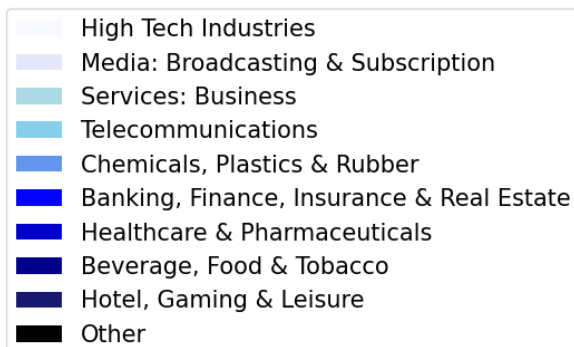 High Tech Industries
Media: Broadcasting & Subscription
Services: Business
Telecommunications
Chemicals, Plastics & Rubber
Banking, Finance, Insurance & Real Estate
Healthcare & Pharmaceuticals
Beverage, Food & Tobacco
Hotel, Gaming & Leisure
Other